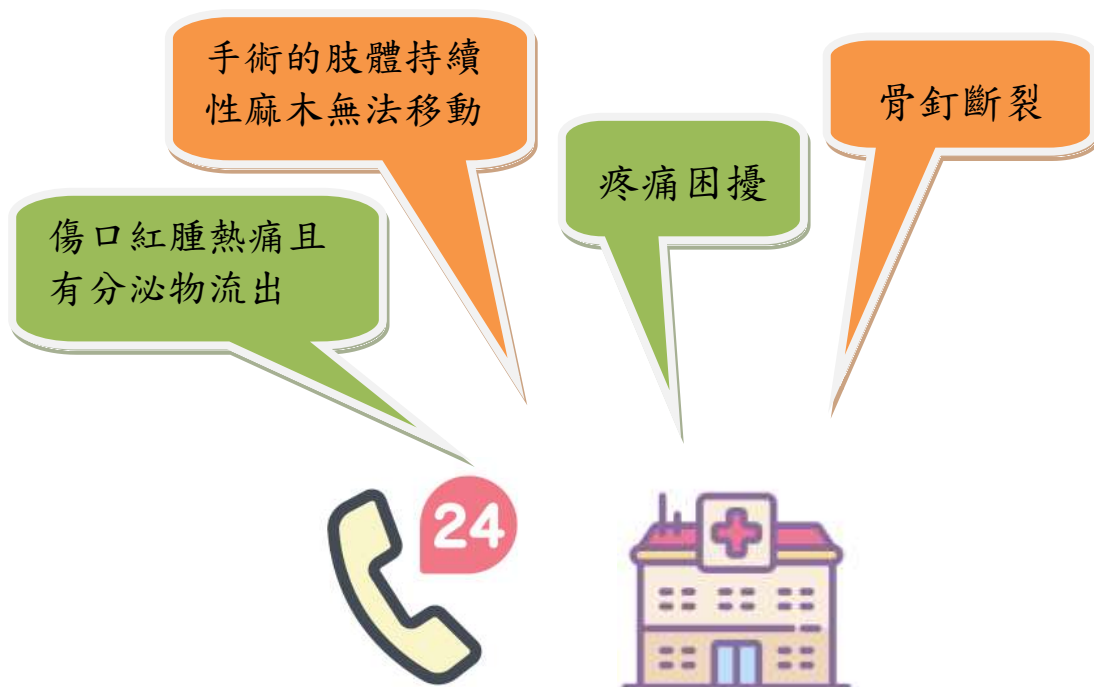 手術的肢體持續
性麻木無法移動
骨釘斷裂
疼痛困擾
傷口紅腫熱痛且
有分泌物流出
24